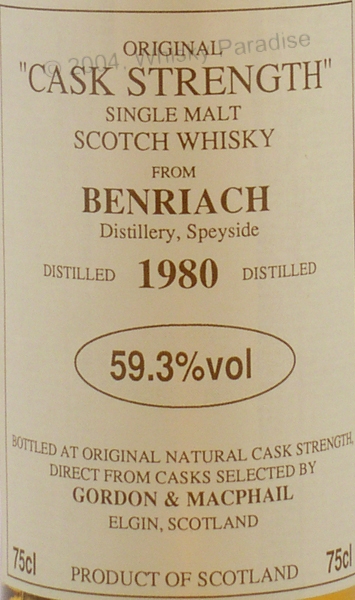 © 2004, Whisky Paradise
ORIGINAL
"CASK STRENGTH"
SINGLE MALT
SCOTCH WHISKY
FROM
BENRIACH
Distillery, Speyside
DISTILLED 1980 DISTILLED
59.3%vol
BOTTLED AT ORIGINAL NATURAL CASK STRENGTH,
DIRECT FROM CASKS SELECTED BY
GORDON & MACPHAIL
ELGIN, SCOTLAND
75cl PRODUCT OF SCOTLAND 75cl